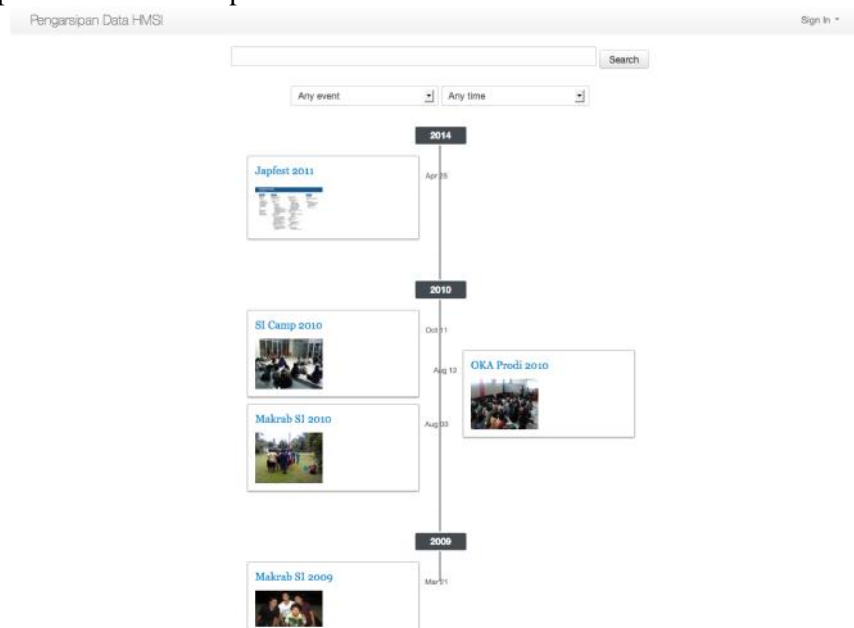 Pengarsipan Data HMSI
Sign In
Search
Any event
Any time
2014
Japfest 2011
Apr 25
2010
SI Camp 2010
Oct 11
OKA Prodi 2010
Aug 13
Makrab SI 2010
Aug 03
2009
Makrab SI 2009
Mar 21